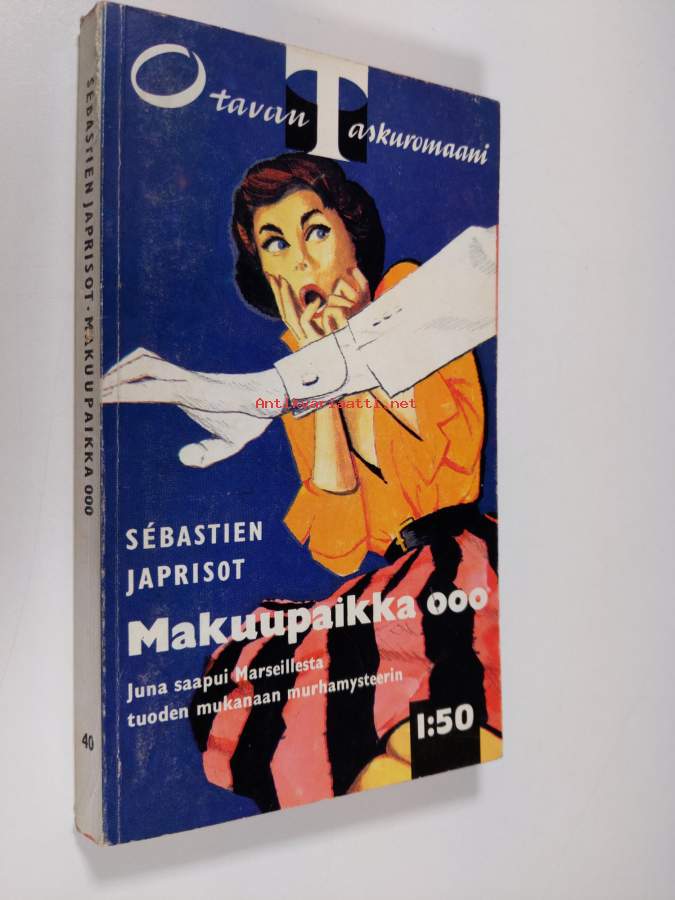 Otavan Taskuromaani
SÉBASTIEN JAPRISOT · MAKUUPAIKKA 000
Antikvariaatti.net
SÉBASTIEN
JAPRISOT
Makuupaikka 000
Juna saapui Marseillesta
tuoden mukanaan murhamysteerin
1:50
40